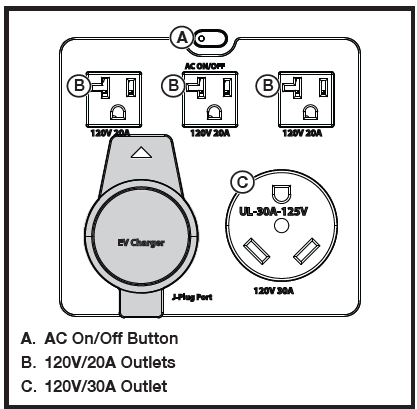 A
AC ON/OFF
B B B
120V 20A 120V 20A 120V 20A
C
UL-30A-125V
EV Charger
120V 30A
J-Plug Port
A. AC On/Off Button
B. 120V/20A Outlets
C. 120V/30A Outlet